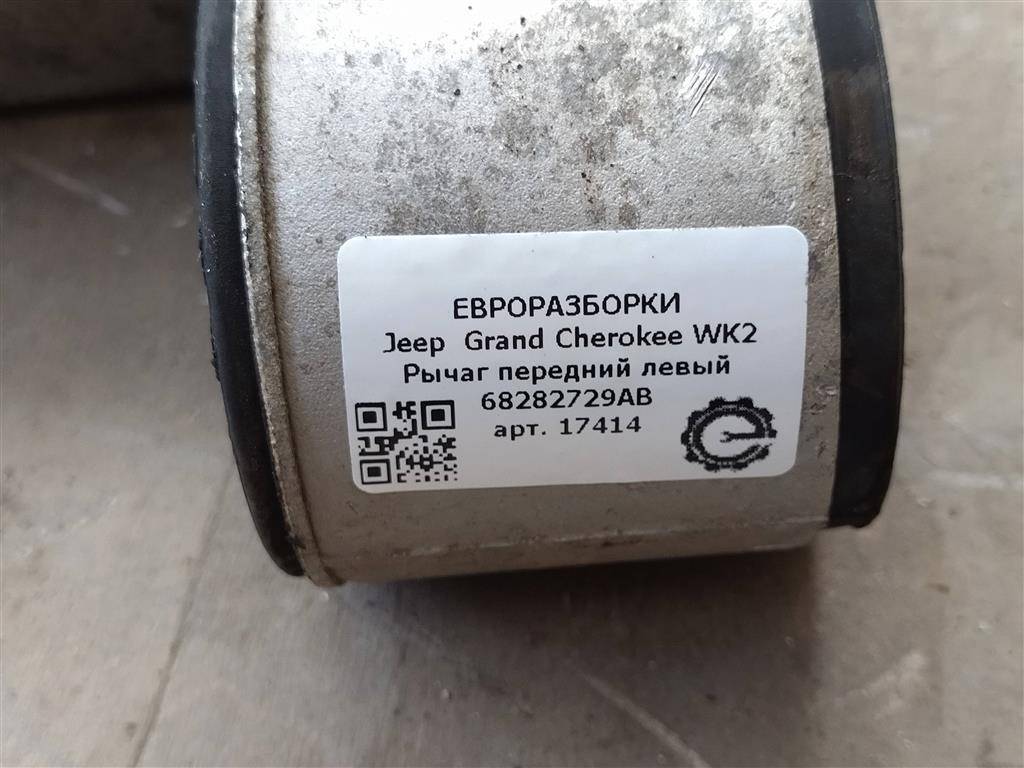 ЕВРОРАЗБОРКИ
Jeep Grand Cherokee WK2
Рычаг передний левый
68282729AB
арт. 17414